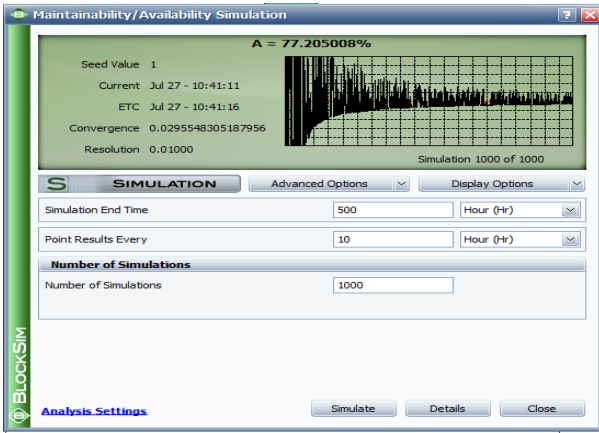 Maintainability/Availability Simulation
A = 77.205008%
Seed Value 1
Current Jul 27 - 10:41:11
ETC Jul 27 - 10:41:16
Convergence 0.0295548305187956
Resolution 0.01000
Simulation 1000 of 1000
S SIMULATION Advanced Options Display Options
Simulation End Time 500 Hour (Hr)
Point Results Every 10 Hour (Hr)
Number of Simulations
Number of Simulations 1000
BLOCKSIM
Analysis Settings Simulate Details Close